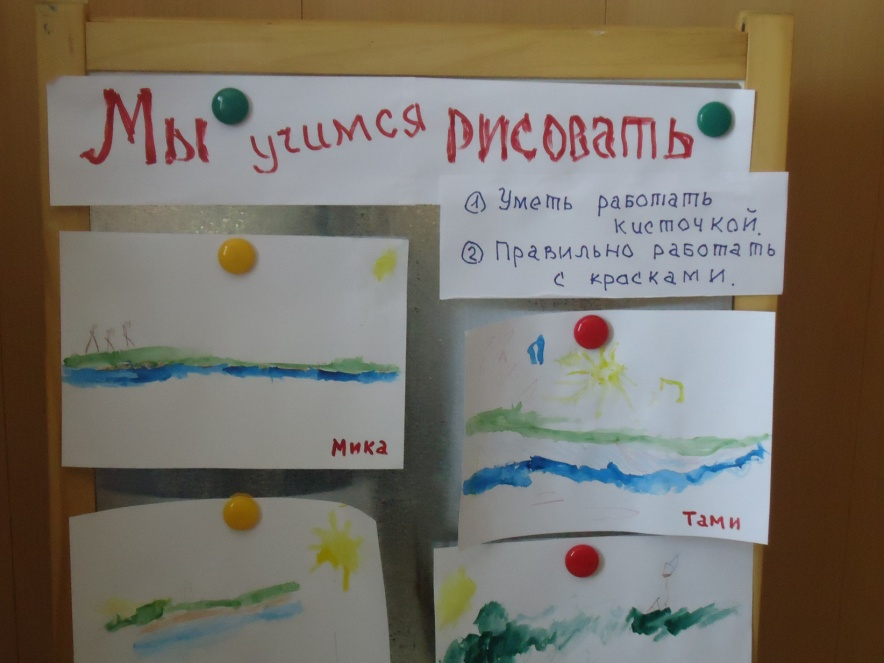 Мы учимся рисовать
① Уметь работать
кисточкой.
② Правильно работать
с красками.
Мика
Тами